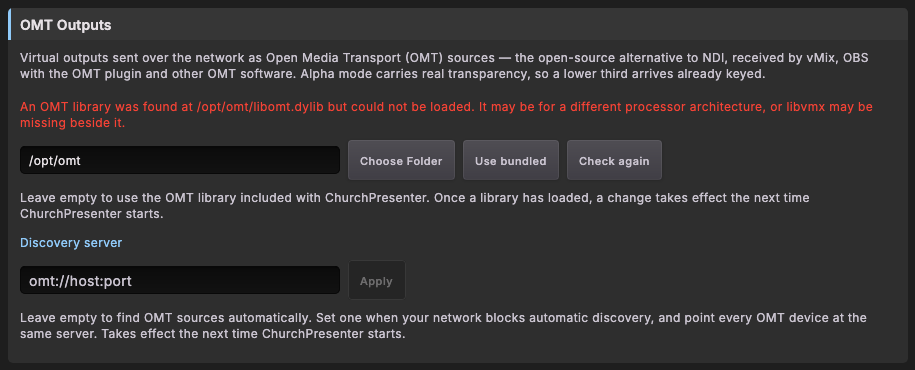 OMT Outputs
Virtual outputs sent over the network as Open Media Transport (OMT) sources — the open-source alternative to NDI, received by vMix, OBS
with the OMT plugin and other OMT software. Alpha mode carries real transparency, so a lower third arrives already keyed.
An OMT library was found at /opt/omt/libomt.dylib but could not be loaded. It may be for a different processor architecture, or libvmx may be
missing beside it.
/opt/omt
Choose Folder
Use bundled
Check again
Leave empty to use the OMT library included with ChurchPresenter. Once a library has loaded, a change takes effect the next time
ChurchPresenter starts.
Discovery server
omt://host:port
Apply
Leave empty to find OMT sources automatically. Set one when your network blocks automatic discovery, and point every OMT device at the
same server. Takes effect the next time ChurchPresenter starts.